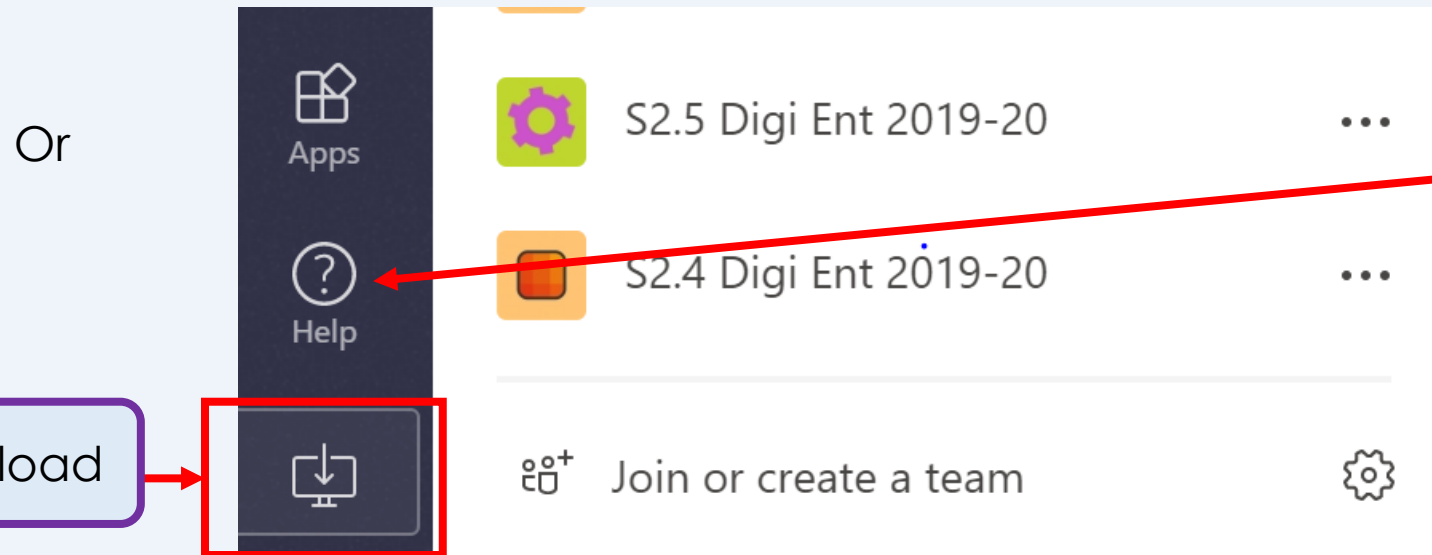 Or
Apps
S2.5 Digi Ent 2019-20
S2.4 Digi Ent 2019-20
Help
load
Join or create a team